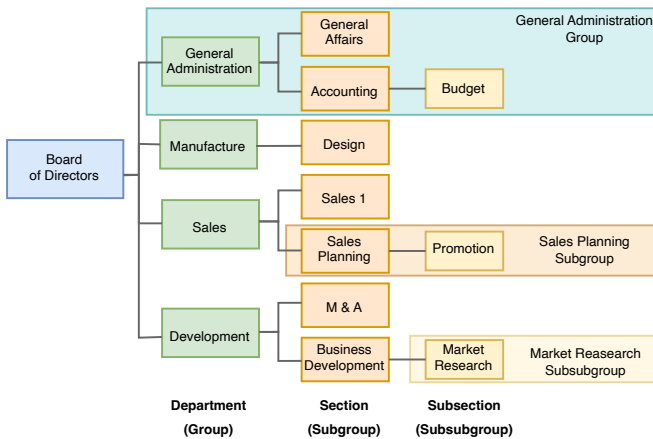 General
Affairs
General Administration
Group
General
Administration
Accounting
Budget
Manufacture
Design
Board
of Directors
Sales 1
Sales
Sales
Planning
Promotion
Sales Planning
Subgroup
M & A
Development
Business
Development
Market
Research
Market Reasearch
Subsubgroup
Department
(Group)
Section
(Subgroup)
Subsection
(Subsubgroup)